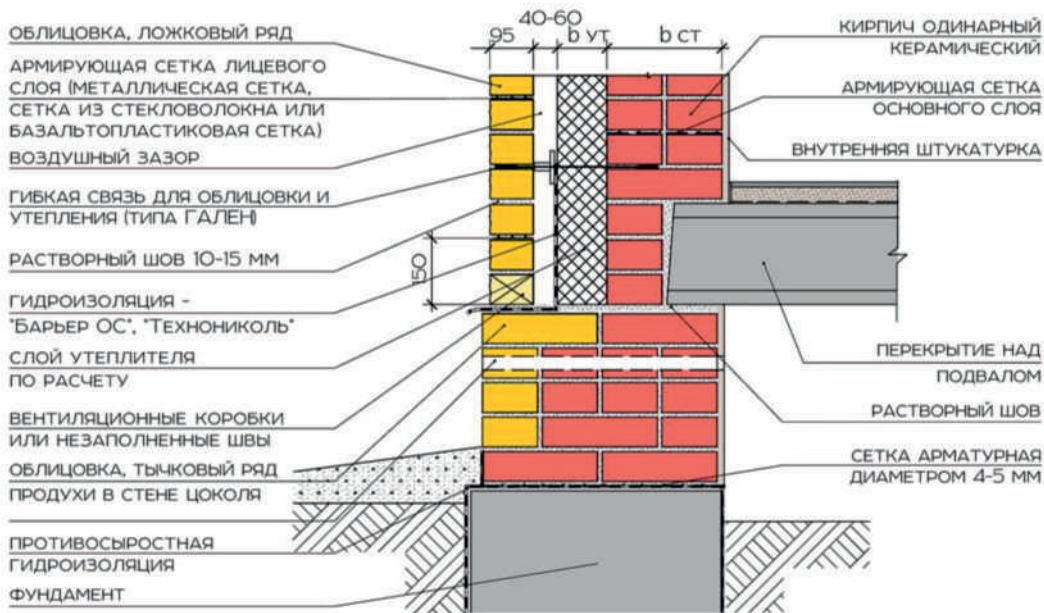 40-60
95
b УТ
b СТ
ОБЛИЦОВКА, ЛОЖКОВЫЙ РЯД
АРМИРУЮЩАЯ СЕТКА ЛИЦЕВОГО
СЛОЯ (МЕТАЛЛИЧЕСКАЯ СЕТКА,
СЕТКА ИЗ СТЕКЛОВОЛОКНА ИЛИ
БАЗАЛЬТОПЛАСТИКОВАЯ СЕТКА)
ВОЗДУШНЫЙ ЗАЗОР
ГИБКАЯ СВЯЗЬ ДЛЯ ОБЛИЦОВКИ И
УТЕПЛЕНИЯ (ТИПА ГАЛЕН)
РАСТВОРНЫЙ ШОВ 10-15 ММ
ГИДРОИЗОЛЯЦИЯ -
"БАРЬЕР ОС", "ТЕХНОНИКОЛЬ"
СЛОЙ УТЕПЛИТЕЛЯ
ПО РАСЧЕТУ
ВЕНТИЛЯЦИОННЫЕ КОРОБКИ
ИЛИ НЕЗАПОЛНЕННЫЕ ШВЫ
ОБЛИЦОВКА, ТЫЧКОВЫЙ РЯД
ПРОДУХИ В СТЕНЕ ЦОКОЛЯ
ПРОТИВОСЫРОСТНАЯ
ГИДРОИЗОЛЯЦИЯ
ФУНДАМЕНТ
150
КИРПИЧ ОДИНАРНЫЙ
КЕРАМИЧЕСКИЙ
АРМИРУЮЩАЯ СЕТКА
ОСНОВНОГО СЛОЯ
ВНУТРЕННЯЯ ШТУКАТУРКА
ПЕРЕКРЫТИЕ НАД
ПОДВАЛОМ
РАСТВОРНЫЙ ШОВ
СЕТКА АРМАТУРНАЯ
ДИАМЕТРОМ 4-5 ММ